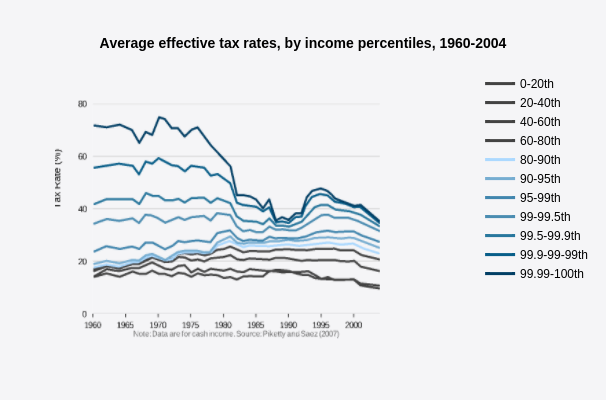 Average effective tax rates, by income percentiles, 1960-2004
0-20th
20-40th
40-60th
60-80th
80-90th
90-95th
95-99th
99-99.5th
99.5-99.9th
99.9-99-99th
99.99-100th
Tax Rate (%)
80
60
40
20
0
1960 1965 1970 1975 1980 1985 1990 1995 2000
Note: Data are for cash income. Source: Piketty and Saez (2007)